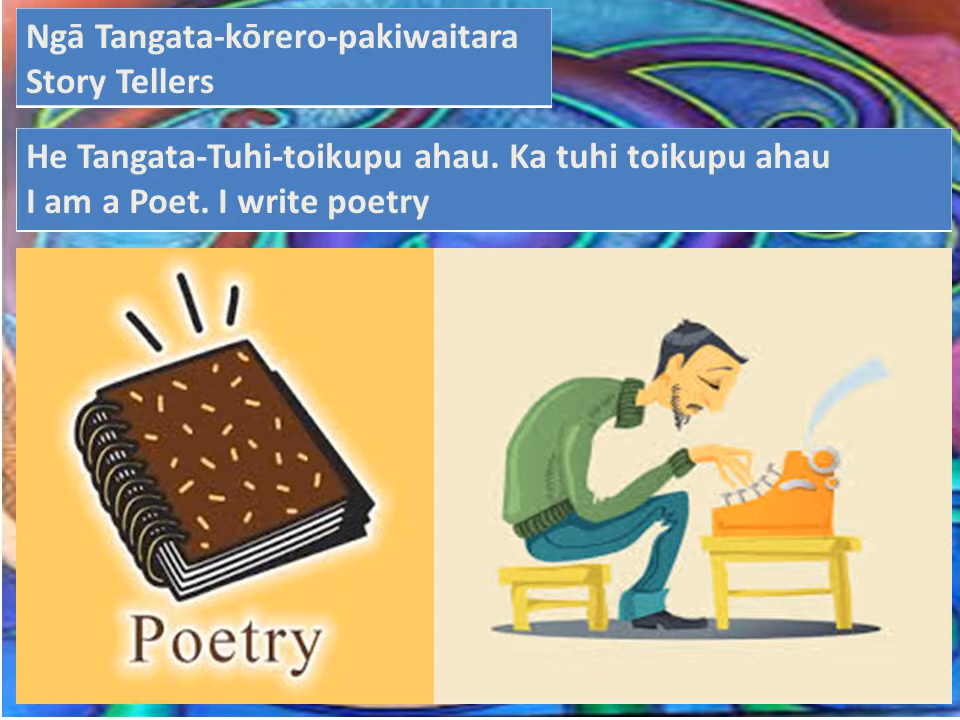 Ngā Tangata-kōrero-pakiwaitara
Story Tellers
He Tangata-Tuhi-toikupu ahau. Ka tuhi toikupu ahau
I am a Poet. I write poetry
Poetry